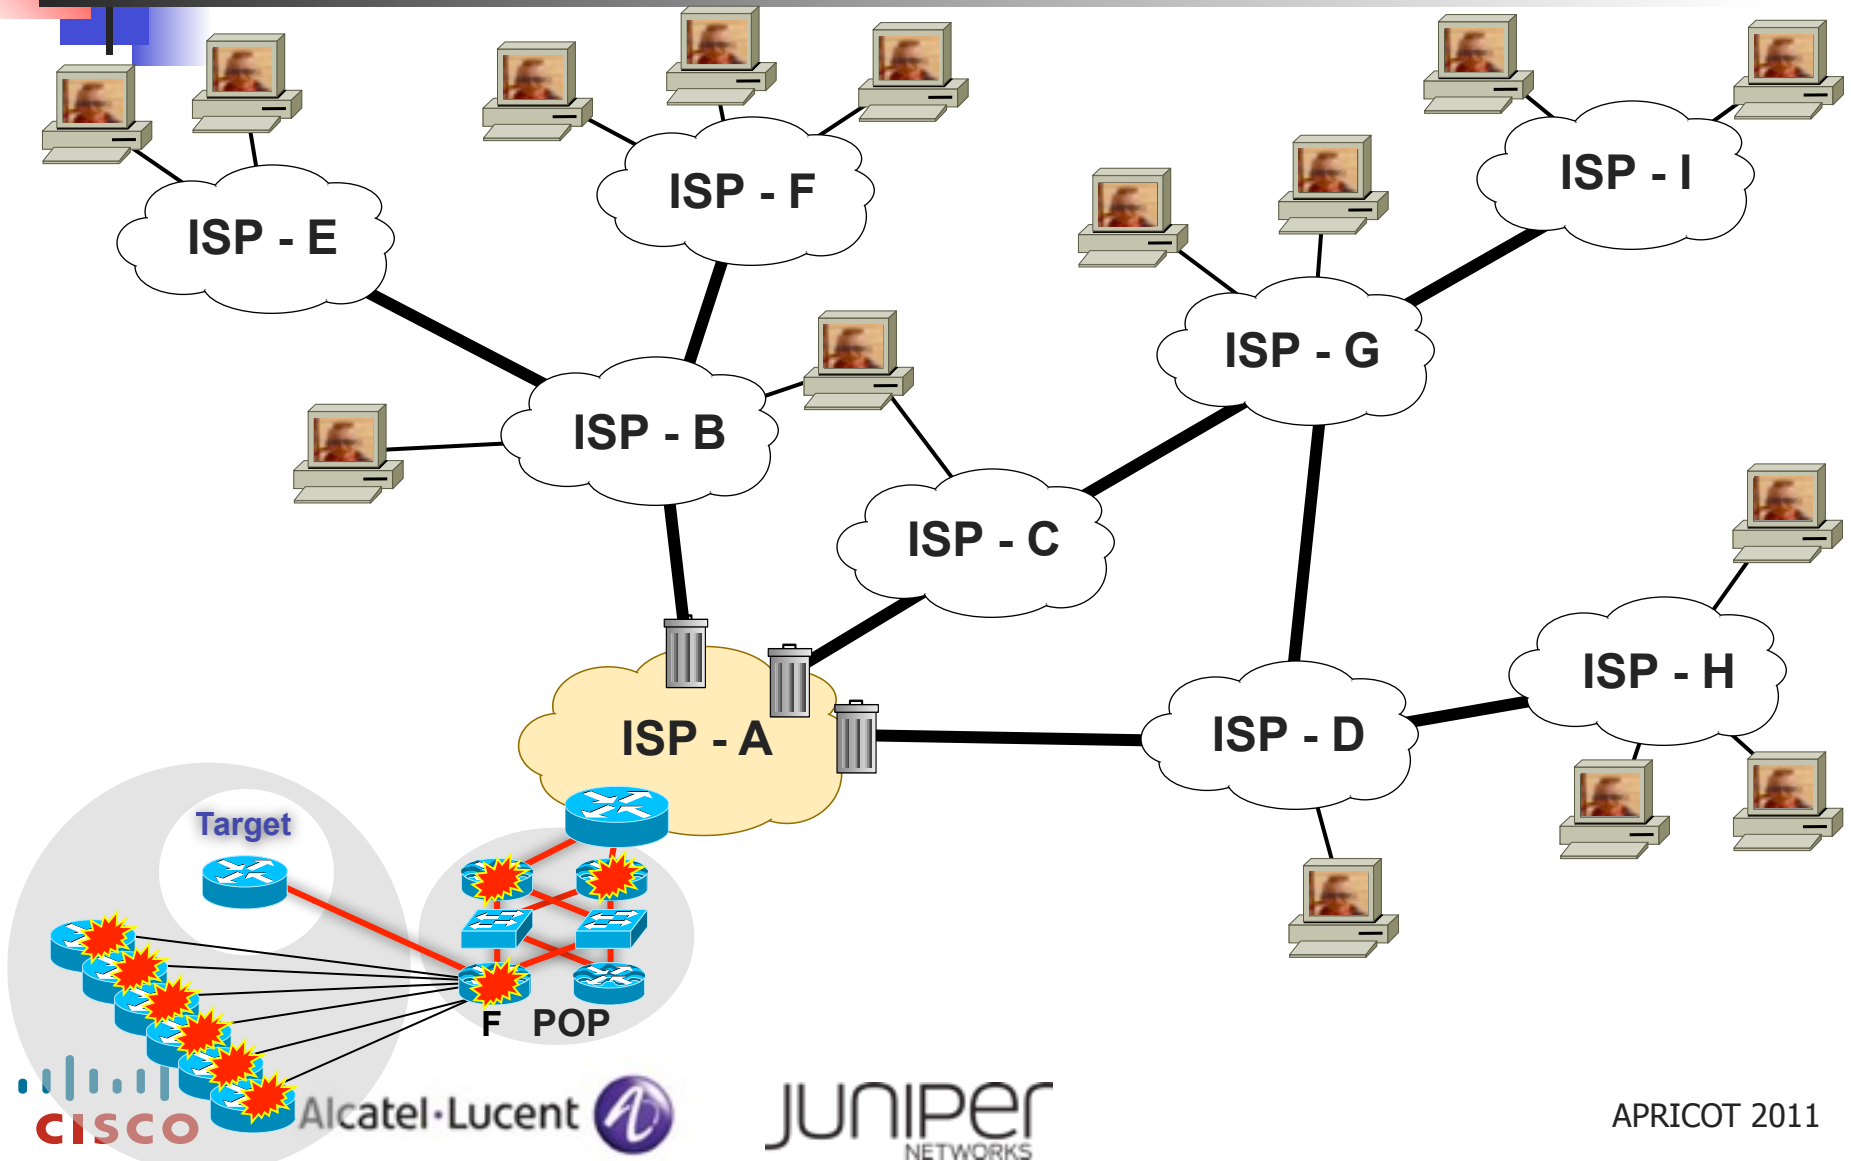 ISP - E
ISP - F
ISP - I
ISP - G
ISP - B
ISP - C
ISP - H
ISP - A
ISP - D
Target
F POP
CISCO
Alcatel·Lucent
JUNIPER
NETWORKS
APRICOT 2011